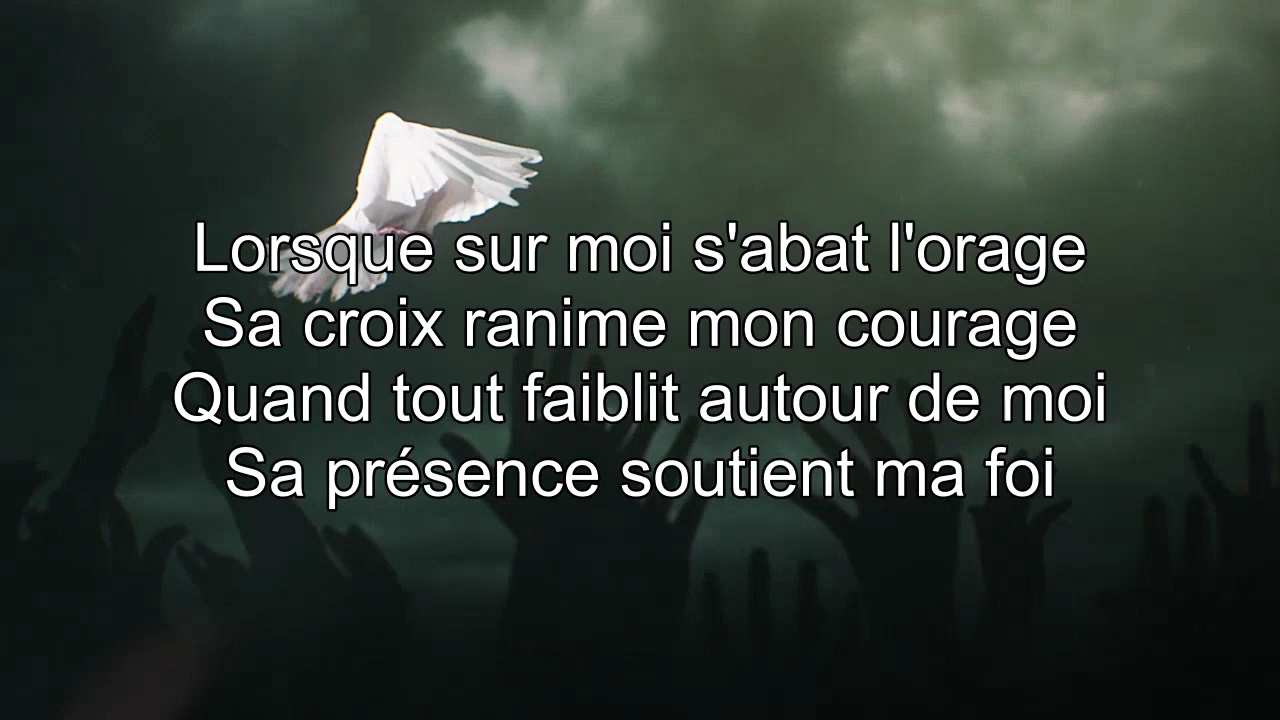 Lorsque sur moi s'abat l'orage
Sa croix ranime mon courage
Quand tout faiblit autour de moi
Sa présence soutient ma foi